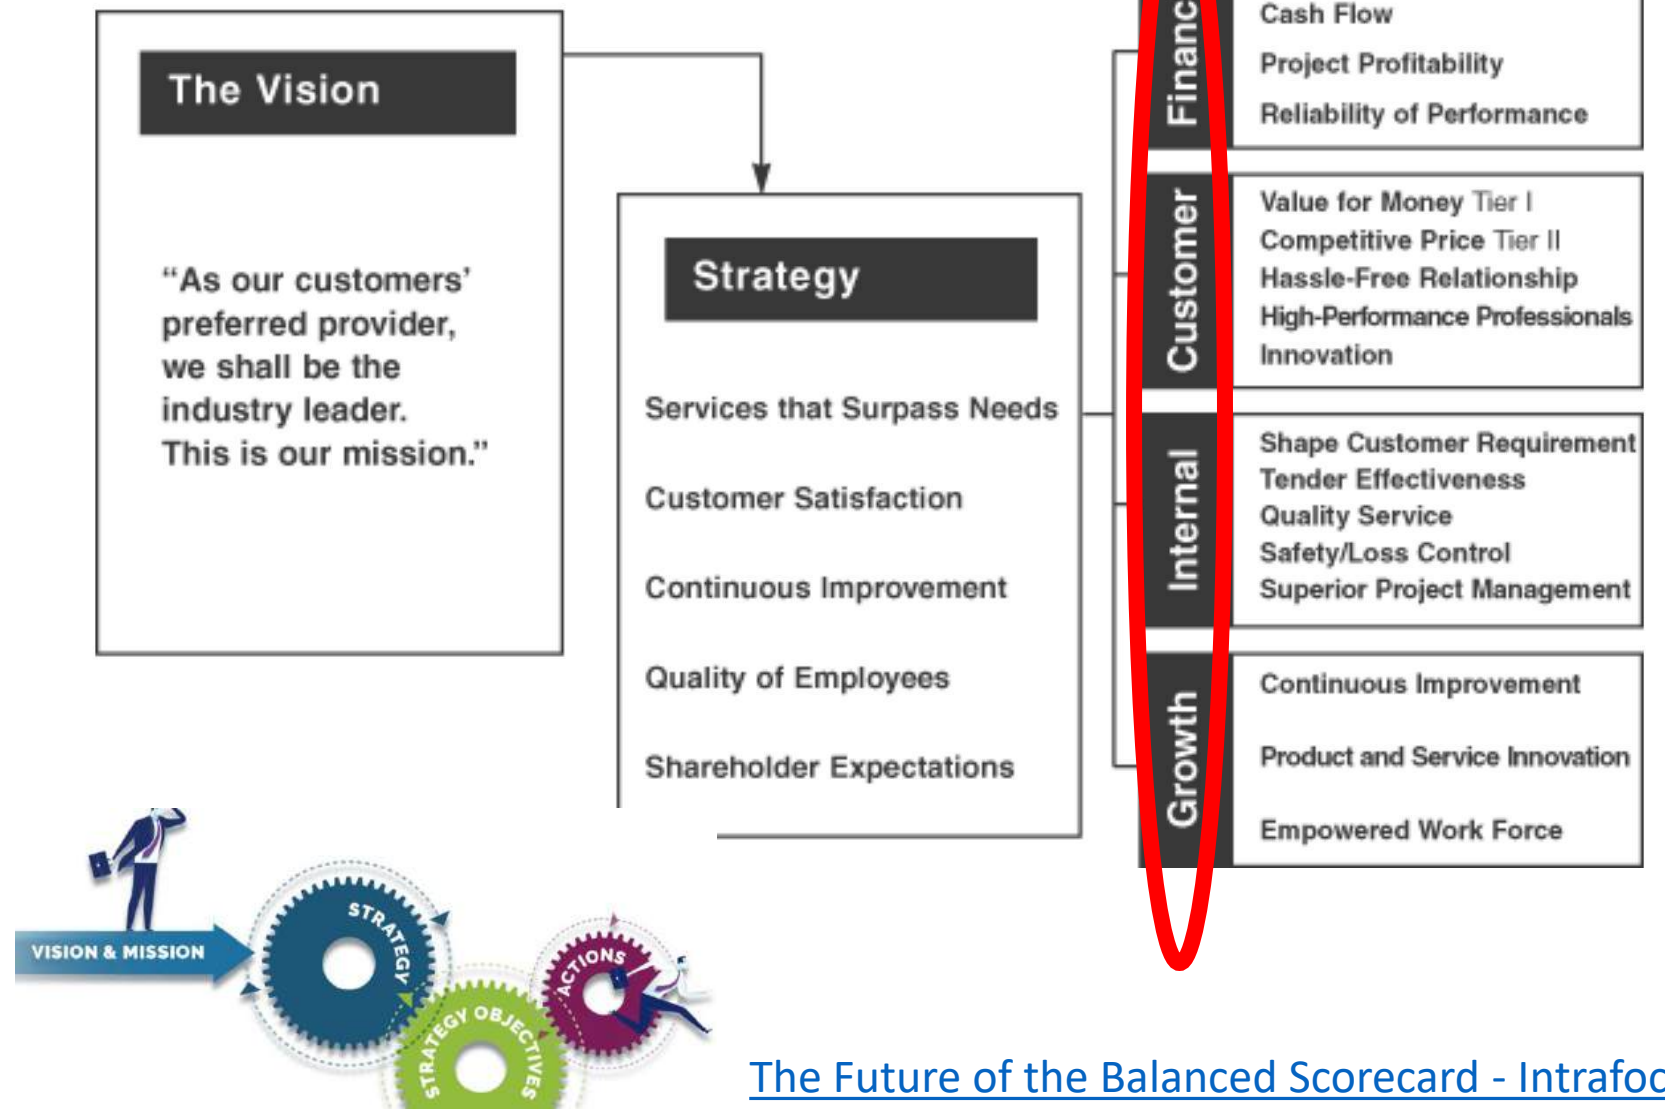 The Vision
“As our customers’
preferred provider,
we shall be the
industry leader.
This is our mission.”
Strategy
Services that Surpass Needs
Customer Satisfaction
Continuous Improvement
Quality of Employees
Shareholder Expectations
Financ
Cash Flow
Project Profitability
Reliability of Performance
Customer
Value for Money Tier I
Competitive Price Tier II
Hassle-Free Relationship
High-Performance Professionals
Innovation
Internal
Shape Customer Requirement
Tender Effectiveness
Quality Service
Safety/Loss Control
Superior Project Management
Growth
Continuous Improvement
Product and Service Innovation
Empowered Work Force
VISION & MISSION
STRATEGY
STRATEGY OBJECTIVES
ACTIONS
The Future of the Balanced Scorecard - Intrafoc